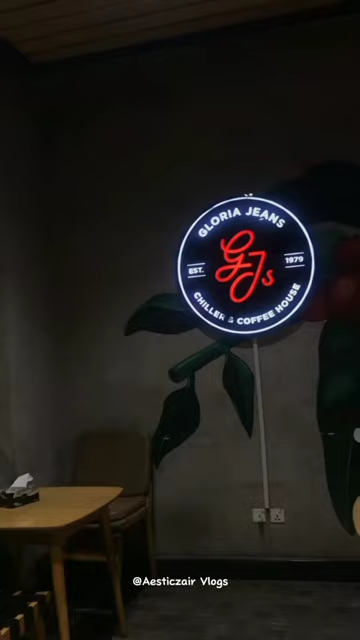 GLORIA JEANS
GJs
EST.
1979
CHILLER & COFFEE HOUSE
@Aesticzair Vlogs